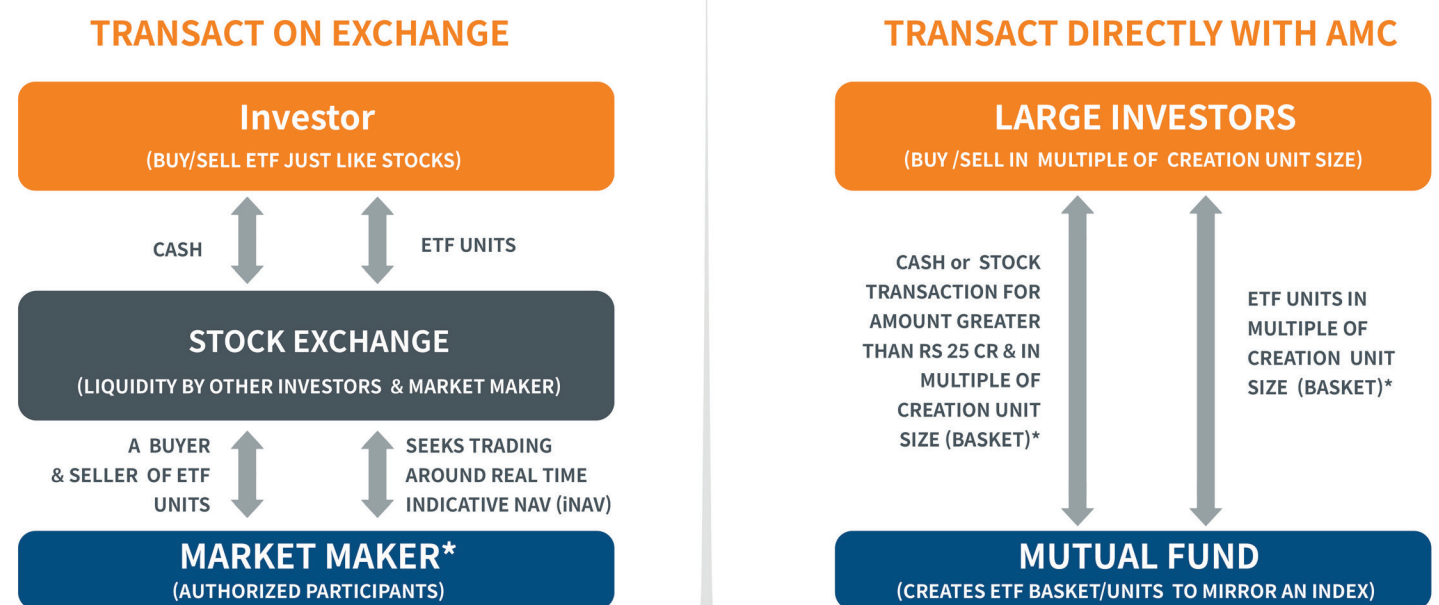 TRANSACT ON EXCHANGE
Investor
(BUY/SELL ETF JUST LIKE STOCKS)
CASH
ETF UNITS
STOCK EXCHANGE
(LIQUIDITY BY OTHER INVESTORS & MARKET MAKER)
A BUYER
& SELLER OF ETF
UNITS
SEEKS TRADING
AROUND REAL TIME
INDICATIVE NAV (iNAV)
MARKET MAKER*
(AUTHORIZED PARTICIPANTS)
TRANSACT DIRECTLY WITH AMC
LARGE INVESTORS
(BUY /SELL IN MULTIPLE OF CREATION UNIT SIZE)
CASH or STOCK
TRANSACTION FOR
AMOUNT GREATER
THAN RS 25 CR & IN
MULTIPLE OF
CREATION UNIT
SIZE (BASKET)*
ETF UNITS IN
MULTIPLE OF
CREATION UNIT
SIZE (BASKET)*
MUTUAL FUND
(CREATES ETF BASKET/UNITS TO MIRROR AN INDEX)